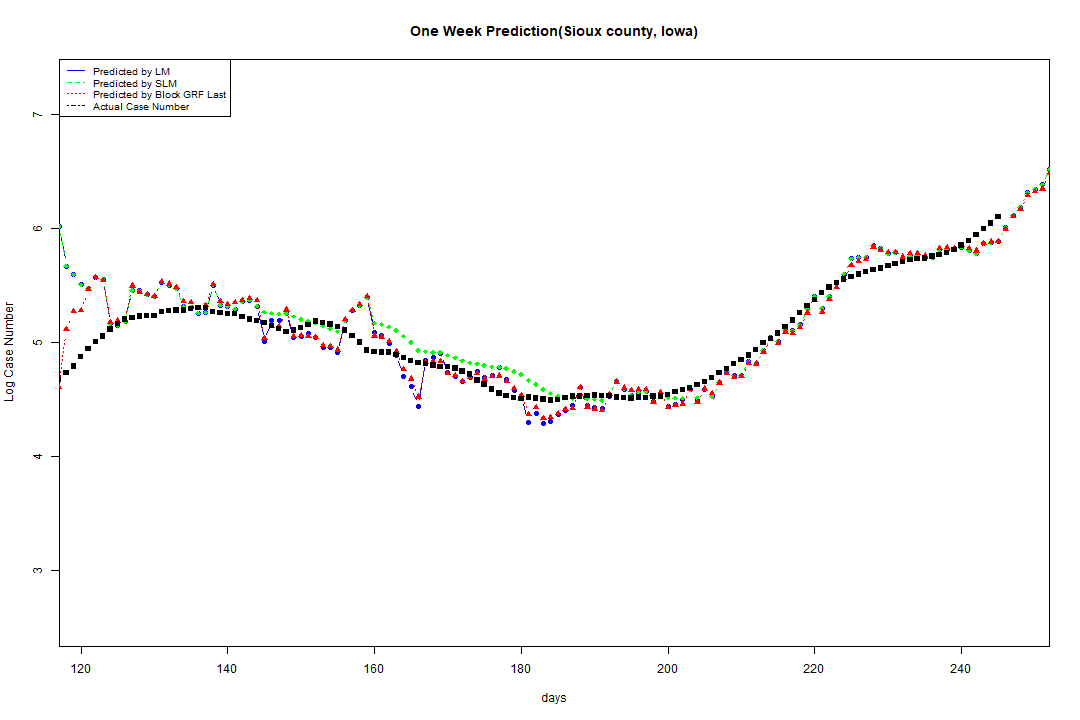 One Week Prediction(Sioux county, Iowa)
Predicted by LM
Predicted by SLM
Predicted by Block GRF Last
Actual Case Number
7
6
5
4
3
Log Case Number
120 140 160 180 200 220 240
days